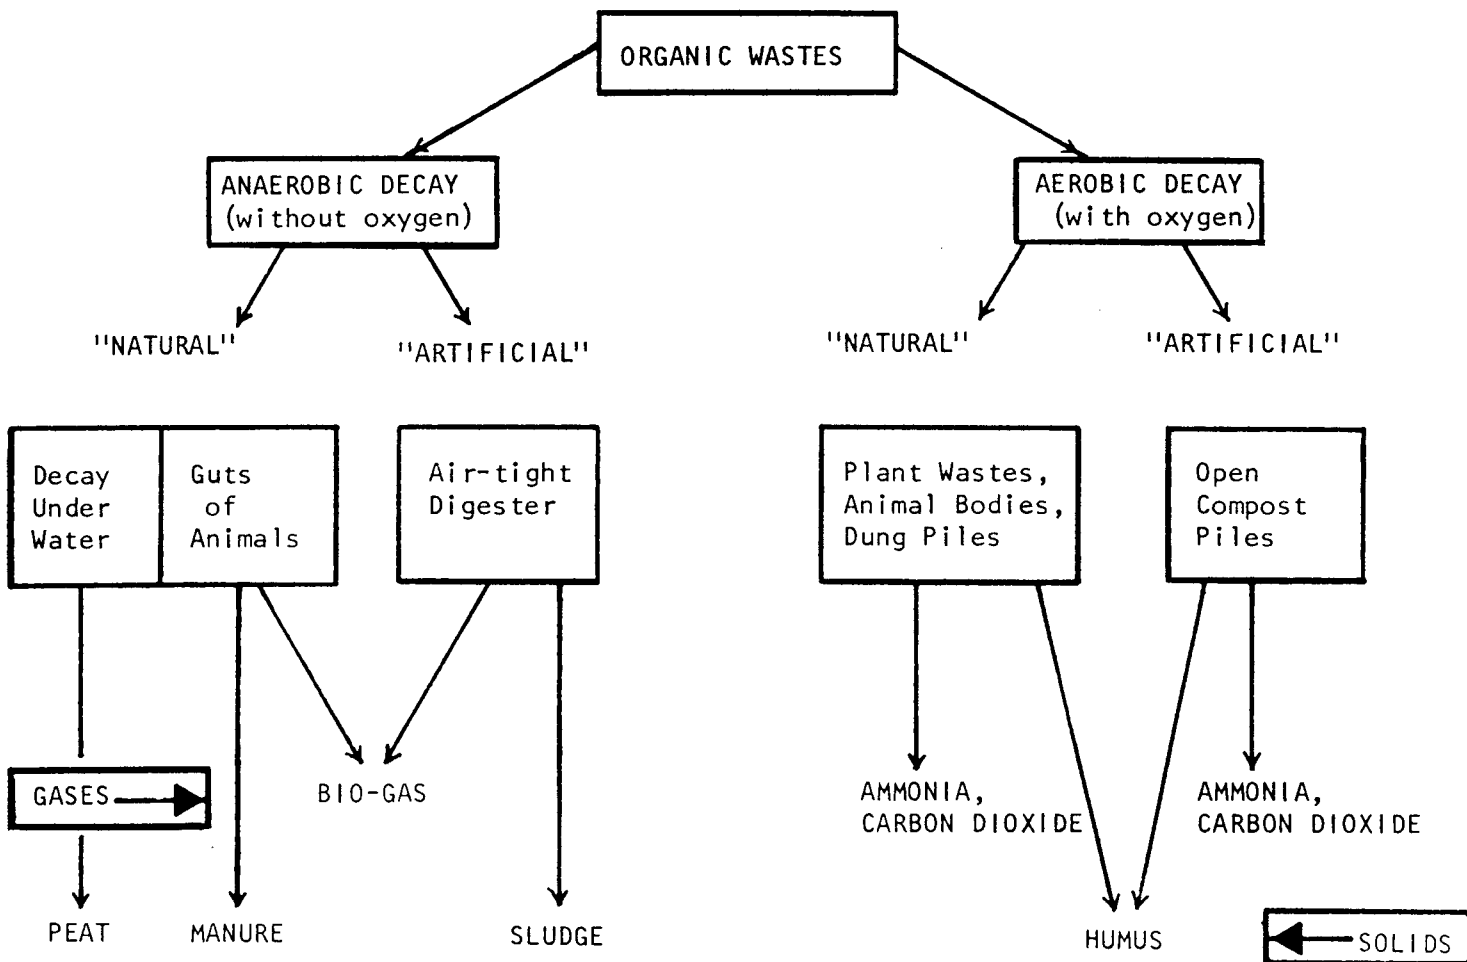 ORGANIC WASTES
ANAEROBIC DECAY
(without oxygen)
AEROBIC DECAY
(with oxygen)
"NATURAL"
"ARTIFICIAL"
"NATURAL"
"ARTIFICIAL"
Decay
Under
Water
Guts
of
Animals
Air-tight
Digester
Plant Wastes,
Animal Bodies,
Dung Piles
Open
Compost
Piles
GASES
BIO-GAS
AMMONIA,
CARBON DIOXIDE
AMMONIA,
CARBON DIOXIDE
PEAT
MANURE
SLUDGE
HUMUS
SOLIDS